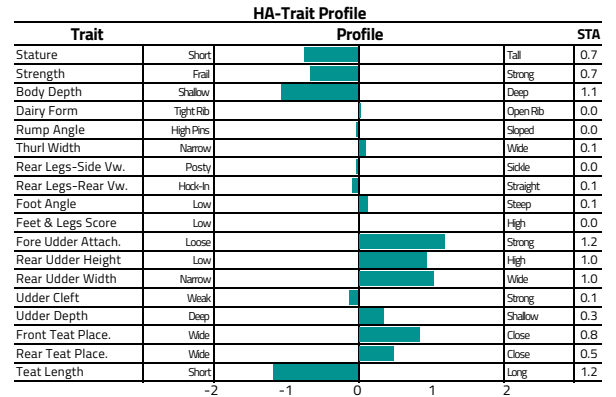 HA-Trait Profile
Trait Profile STA
Stature Short Tall 0.7
Strength Frail Strong 0.7
Body Depth Shallow Deep 1.1
Dairy Form Tight Rib Open Rib 0.0
Rump Angle High Pins Sloped 0.0
Thurl Width Narrow Wide 0.1
Rear Legs-Side Vw. Posty Sickle 0.0
Rear Legs-Rear Vw. Hock-In Straight 0.1
Foot Angle Low Steep 0.1
Feet & Legs Score Low High 0.0
Fore Udder Attach. Loose Strong 1.2
Rear Udder Height Low High 1.0
Rear Udder Width Narrow Wide 1.0
Udder Cleft Weak Strong 0.1
Udder Depth Deep Shallow 0.3
Front Teat Place. Wide Close 0.8
Rear Teat Place. Wide Close 0.5
Teat Length Short Long 1.2
-2 -1 0 1 2